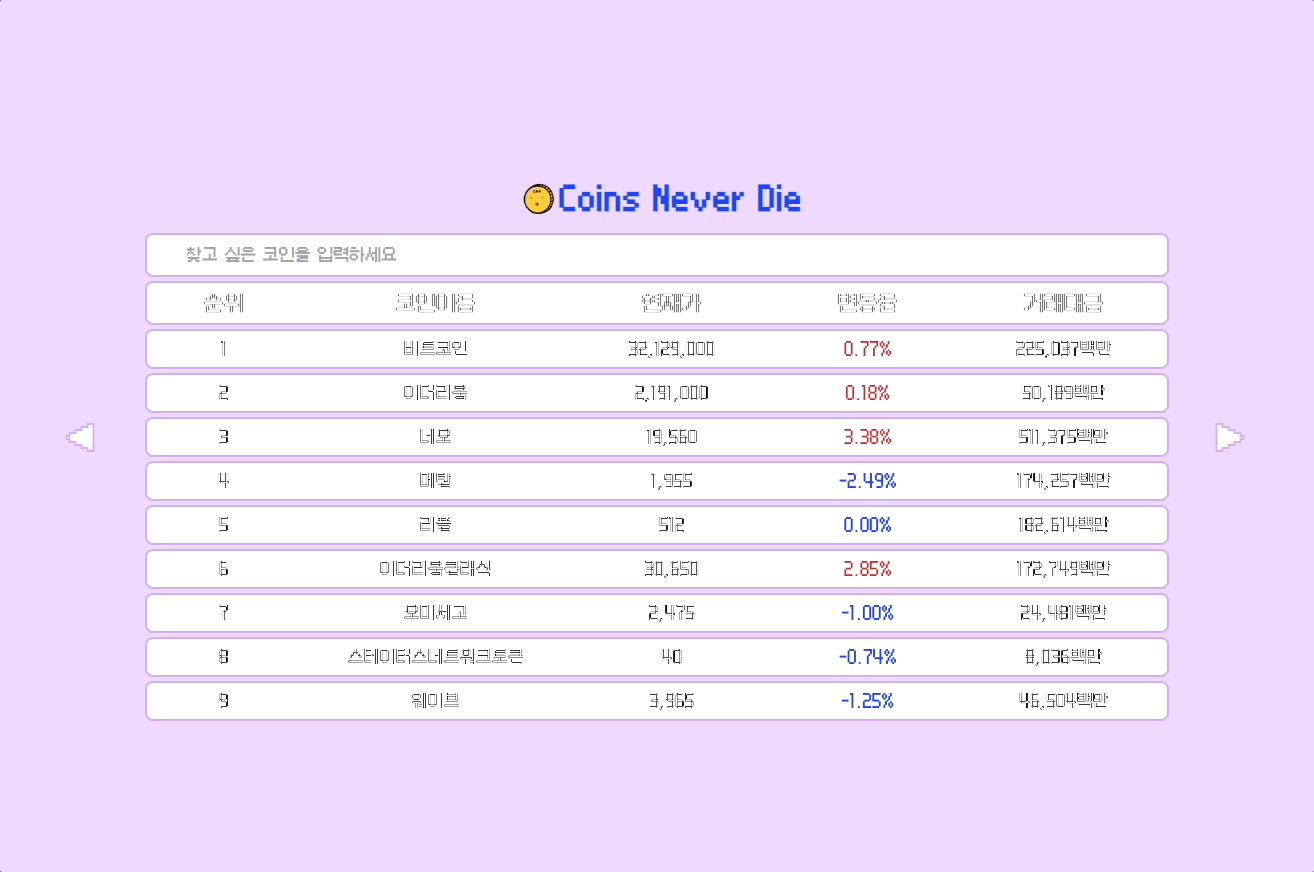 Coins Never Die
찾고 싶은 코인을 입력하세요
순위 코인이름 현재가 변동률 거래대금
1 비트코인 32,129,000 0.77% 225,037백만
2 이더리움 2,191,000 0.18% 50,189백만
3 네오 19,560 3.38% 511,375백만
4 메탈 1,955 -2.49% 174,257백만
5 리플 512 0.00% 182,614백만
6 이더리움클래식 30,650 2.85% 172,749백만
7 오미세고 2,475 -1.00% 24,481백만
8 스테이터스네트워크토큰 40 -0.74% 8,036백만
9 웨이브 3,965 -1.25% 46,504백만